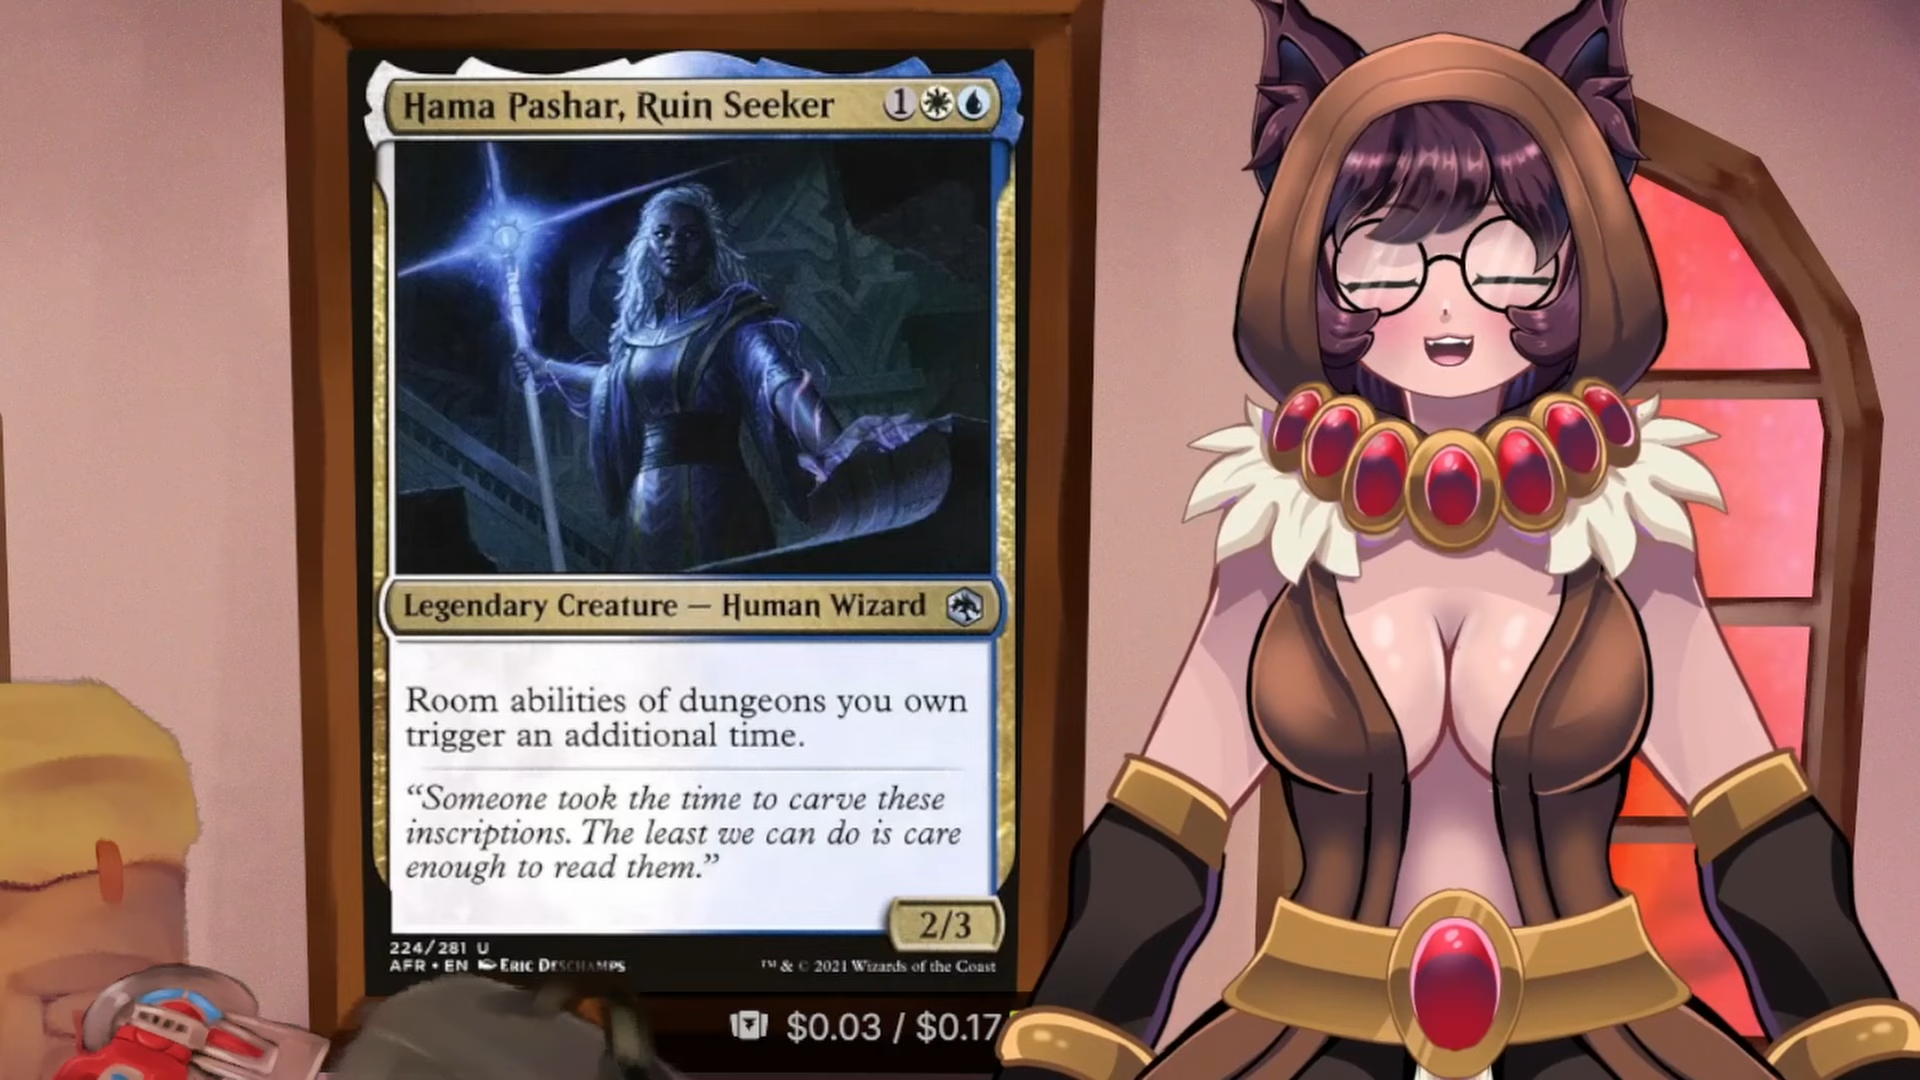 Hama Pashar, Ruin Seeker 1
Legendary Creature — Human Wizard
Room abilities of dungeons you own
trigger an additional time.
“Someone took the time to carve these
inscriptions. The least we can do is care
enough to read them.”
2/3
224/281 U
AFR • EN Eric Deschamps
™ & © 2021 Wizards of the Coast
$0.03 / $0.17